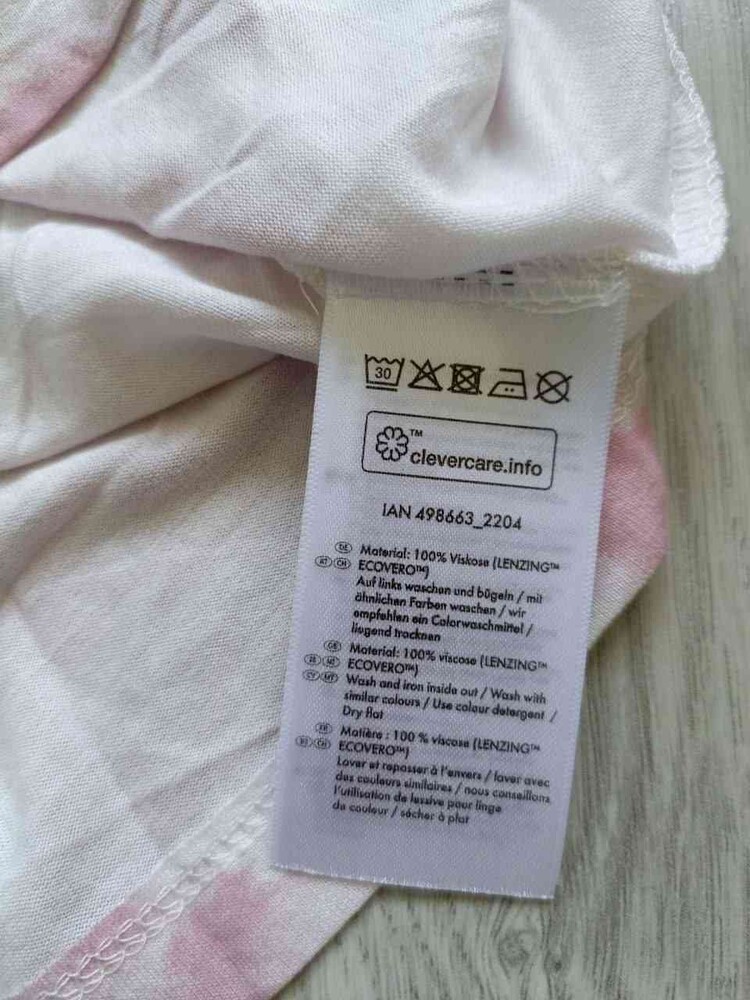 30
™
clevercare.info
IAN 498663_2204
DE Material: 100% Viskose (LENZING™
AT CH ECOVERO™)
Auf links waschen und bügeln / mit
ähnlichen Farben waschen / wir
empfehlen ein Colorwaschmittel /
liegend trocknen
GB Material: 100% viscose (LENZING™
IE NI ECOVERO™)
CY MT Wash and iron inside out / Wash with
similar colours / Use colour detergent /
Dry flat
FR Matière : 100 % viscose (LENZING™
CH ECOVERO™)
Laver et repasser à l'envers / laver avec
des couleurs similaires / nous conseillons
l'utilisation de lessive pour linge
de couleur / sécher à plat